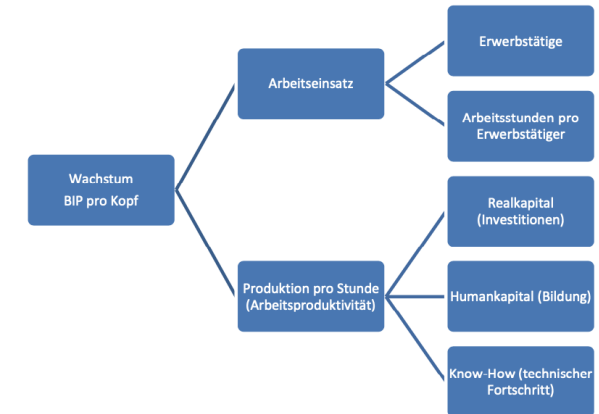 Wachstum
BIP pro Kopf
Arbeitseinsatz
Erwerbstätige
Arbeitsstunden pro
Erwerbstätiger
Produktion pro Stunde
(Arbeitsproduktivität)
Realkapital
(Investitionen)
Humankapital (Bildung)
Know-How (technischer
Fortschritt)